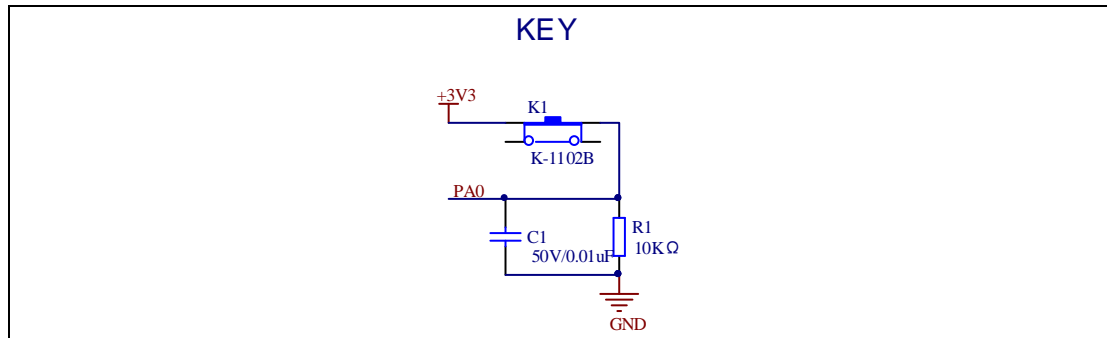 KEY
+3V3
K1
K-1102B
PA0
C1
50V/0.01uF
R1
10KΩ
GND